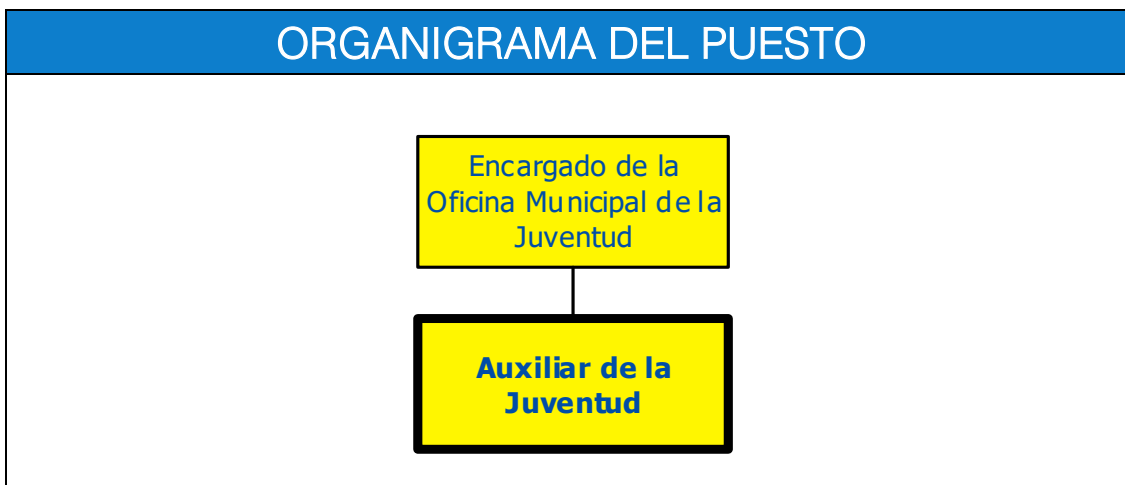 ORGANIGRAMA DEL PUESTO
Encargado de la
Oficina Municipal de la
Juventud
Auxiliar de la
Juventud